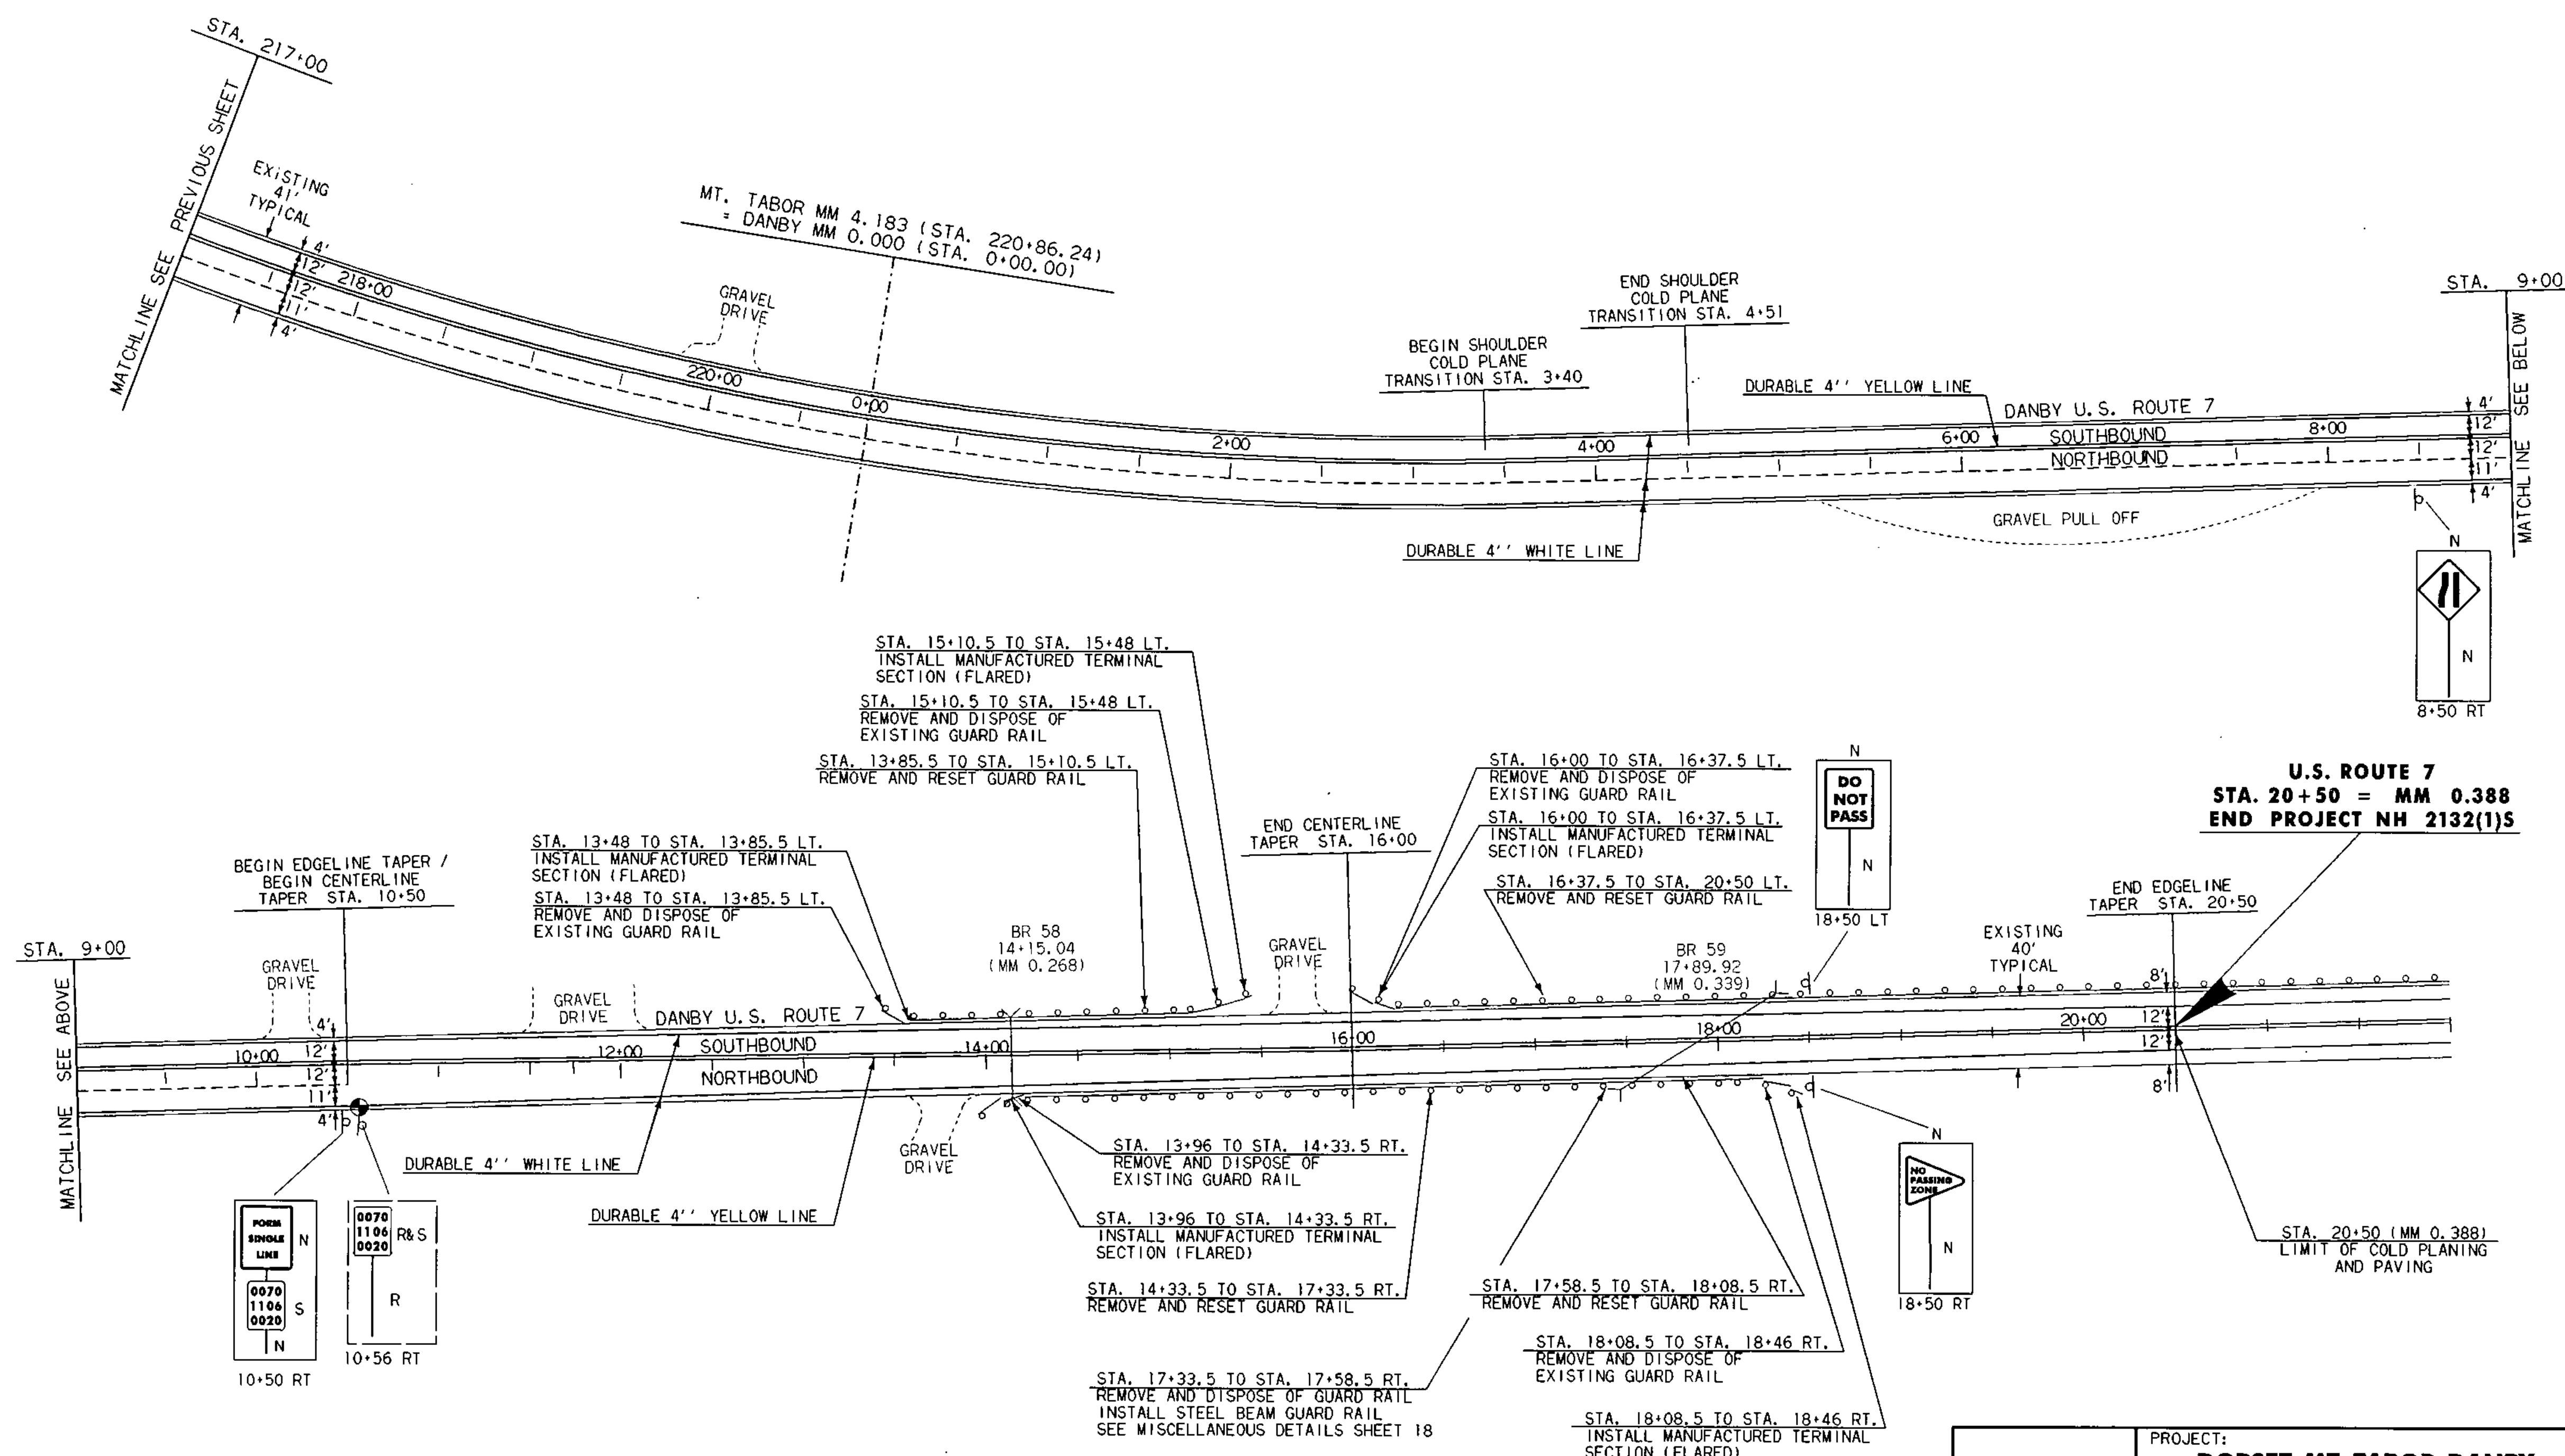 STA. 217+00
MATCHLINE SEE PREVIOUS SHEET
EXISTING
41'
TYPICAL
4'
12'
12'
11'
4'
218+00
MT. TABOR MM 4.183 (STA. 220+86.24)
= DANBY MM 0.000 (STA. 0+00.00)
GRAVEL
DRIVE
220+00
0+00
2+00
BEGIN SHOULDER
COLD PLANE
TRANSITION STA. 3+40
END SHOULDER
COLD PLANE
TRANSITION STA. 4+51
4+00
DURABLE 4'' YELLOW LINE
DURABLE 4'' WHITE LINE
DANBY U.S. ROUTE 7
6+00
SOUTHBOUND
8+00
NORTHBOUND
GRAVEL PULL OFF
STA. 9+00
4'
12'
12'
11'
4'
MATCHLINE SEE BELOW
N
N
8+50 RT
STA. 15+10.5 TO STA. 15+48 LT.
INSTALL MANUFACTURED TERMINAL
SECTION (FLARED)
STA. 15+10.5 TO STA. 15+48 LT.
REMOVE AND DISPOSE OF
EXISTING GUARD RAIL
STA. 13+85.5 TO STA. 15+10.5 LT.
REMOVE AND RESET GUARD RAIL
STA. 13+48 TO STA. 13+85.5 LT.
INSTALL MANUFACTURED TERMINAL
SECTION (FLARED)
STA. 13+48 TO STA. 13+85.5 LT.
REMOVE AND DISPOSE OF
EXISTING GUARD RAIL
BEGIN EDGELINE TAPER /
BEGIN CENTERLINE
TAPER STA. 10+50
END CENTERLINE
TAPER STA. 16+00
STA. 16+00 TO STA. 16+37.5 LT.
REMOVE AND DISPOSE OF
EXISTING GUARD RAIL
STA. 16+00 TO STA. 16+37.5 LT.
INSTALL MANUFACTURED TERMINAL
SECTION (FLARED)
STA. 16+37.5 TO STA. 20+50 LT.
REMOVE AND RESET GUARD RAIL
N
DO
NOT
PASS
N
18+50 LT
U.S. ROUTE 7
STA. 20+50 = MM 0.388
END PROJECT NH 2132(1)S
END EDGELINE
TAPER STA. 20+50
EXISTING
40'
TYPICAL
BR 58
14+15.04
(MM 0.268)
BR 59
17+89.92
(MM 0.339)
GRAVEL
DRIVE
STA. 9+00
MATCHLINE SEE ABOVE
GRAVEL
DRIVE
GRAVEL
DRIVE
DANBY U.S. ROUTE 7
SOUTHBOUND
NORTHBOUND
10+00
12+00
14+00
16+00
18+00
20+00
4'
12'
12'
11'
4'
8'
12'
12'
8'
GRAVEL
DRIVE
DURABLE 4'' WHITE LINE
DURABLE 4'' YELLOW LINE
FORM
SINGLE
LINE
N
0070
1106
0020
S
N
10+50 RT
0070
1106
0020
R&S
R
10+56 RT
STA. 13+96 TO STA. 14+33.5 RT.
REMOVE AND DISPOSE OF
EXISTING GUARD RAIL
STA. 13+96 TO STA. 14+33.5 RT.
INSTALL MANUFACTURED TERMINAL
SECTION (FLARED)
STA. 14+33.5 TO STA. 17+33.5 RT.
REMOVE AND RESET GUARD RAIL
STA. 17+33.5 TO STA. 17+58.5 RT.
REMOVE AND DISPOSE OF GUARD RAIL
INSTALL STEEL BEAM GUARD RAIL
SEE MISCELLANEOUS DETAILS SHEET 18
STA. 17+58.5 TO STA. 18+08.5 RT.
REMOVE AND RESET GUARD RAIL
STA. 18+08.5 TO STA. 18+46 RT.
REMOVE AND DISPOSE OF
EXISTING GUARD RAIL
STA. 18+08.5 TO STA. 18+46 RT.
INSTALL MANUFACTURED TERMINAL
SECTION (FLARED)
N
NO
PASSING
ZONE
N
18+50 RT
STA. 20+50 (MM 0.388)
LIMIT OF COLD PLANING
AND PAVING
PROJECT: